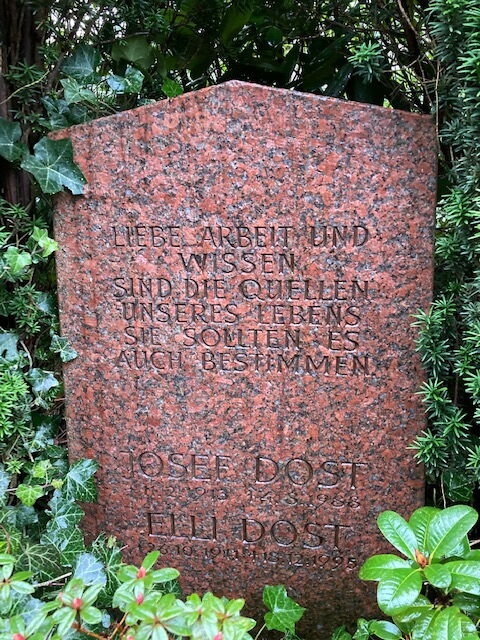 LIEBE ARBEIT UND
WISSEN
SIND DIE QUELLEN
UNSERES LEBENS
SIE SOLLTEN ES
AUCH BESTIMMEN.
JOSEF DOST
ELLI DOST